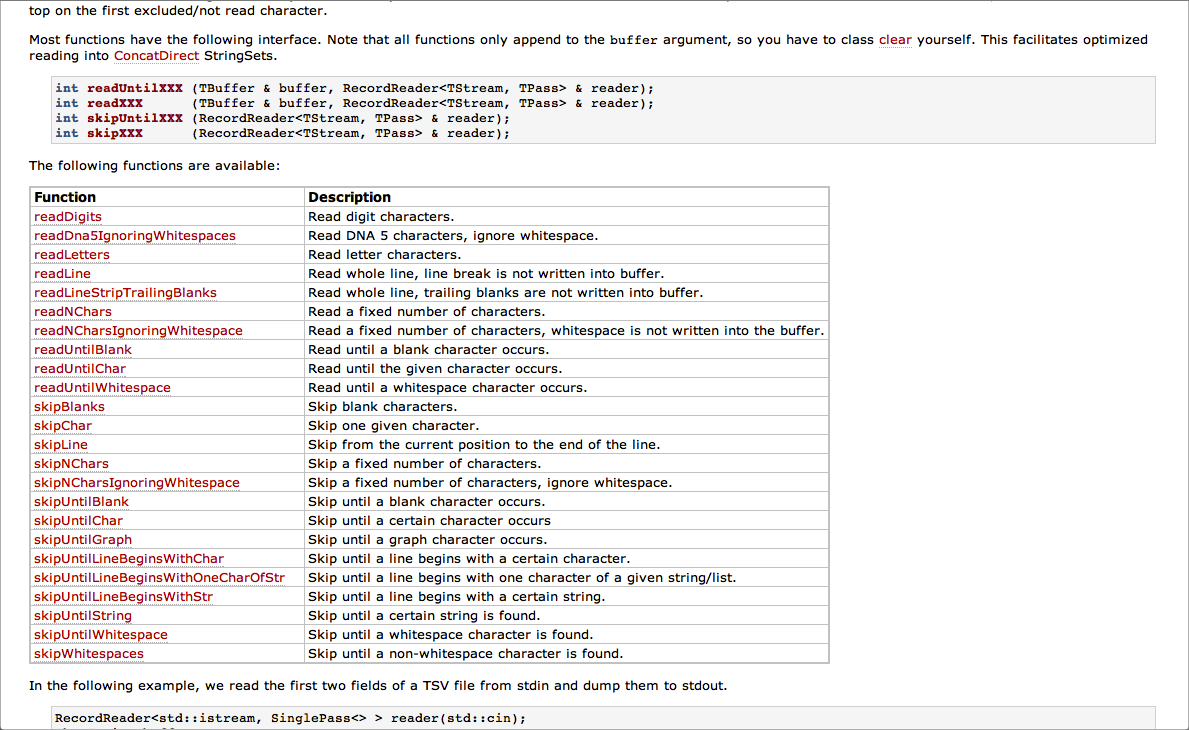 top on the first excluded/not read character.
Most functions have the following interface. Note that all functions only append to the buffer argument, so you have to class clear yourself. This facilitates optimized
reading into ConcatDirect StringSets.
int readUntilXXX (TBuffer & buffer, RecordReader<TStream, TPass> & reader);
int readXXX      (TBuffer & buffer, RecordReader<TStream, TPass> & reader);
int skipUntilXXX (RecordReader<TStream, TPass> & reader);
int skipXXX      (RecordReader<TStream, TPass> & reader);
The following functions are available:
Function Description
readDigits Read digit characters.
readDna5IgnoringWhitespaces Read DNA 5 characters, ignore whitespace.
readLetters Read letter characters.
readLine Read whole line, line break is not written into buffer.
readLineStripTrailingBlanks Read whole line, trailing blanks are not written into buffer.
readNChars Read a fixed number of characters.
readNCharsIgnoringWhitespace Read a fixed number of characters, whitespace is not written into the buffer.
readUntilBlank Read until a blank character occurs.
readUntilChar Read until the given character occurs.
readUntilWhitespace Read until a whitespace character occurs.
skipBlanks Skip blank characters.
skipChar Skip one given character.
skipLine Skip from the current position to the end of the line.
skipNChars Skip a fixed number of characters.
skipNCharsIgnoringWhitespace Skip a fixed number of characters, ignore whitespace.
skipUntilBlank Skip until a blank character occurs.
skipUntilChar Skip until a certain character occurs
skipUntilGraph Skip until a graph character occurs.
skipUntilLineBeginsWithChar Skip until a line begins with a certain character.
skipUntilLineBeginsWithOneCharOfStr Skip until a line begins with one character of a given string/list.
skipUntilLineBeginsWithStr Skip until a line begins with a certain string.
skipUntilString Skip until a certain string is found.
skipUntilWhitespace Skip until a whitespace character is found.
skipWhitespaces Skip until a non-whitespace character is found.
In the following example, we read the first two fields of a TSV file from stdin and dump them to stdout.
RecordReader<std::istream, SinglePass<> > reader(std::cin);